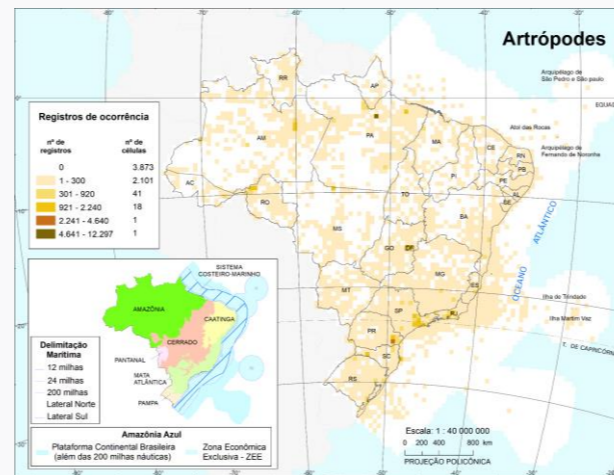 Artrópodes
Arquipélago de
São Pedro e São paulo
EQUAD
Atol das Rocas
Arquipélago de
Fernando de Noronha
RR
AP
AM
PA
MA
CE
RN
PB
PE
AL
SE
PI
AC
RO
TO
BA
MS
GO
DF
MG
ES
MT
SP
RJ
PR
SC
RS
OCEANO
ATLÂNTICO
Ilha de Trindade
Ilha Martim Vaz
T. DE CAPRICÓRN
Registros de ocorrência
nº de registros
nº de células
0 3.873
1 - 300 2.101
301 - 920 41
921 - 2.240 18
2.241 - 4.640 1
4.641 - 12.297 1
SISTEMA
COSTEIRO-MARINHO
AMAZÔNIA
CAATINGA
CERRADO
PANTANAL
MATA
ATLÂNTICA
PAMPA
Delimitação
Marítima
12 milhas
24 milhas
200 milhas
Lateral Norte
Lateral Sul
Amazônia Azul
Plataforma Continental Brasileira
(além das 200 milhas náuticas)
Zona Econômica
Exclusiva - ZEE
Escala: 1 : 40 000 000
0 200 400 800 km
PROJEÇÃO POLICÔNICA